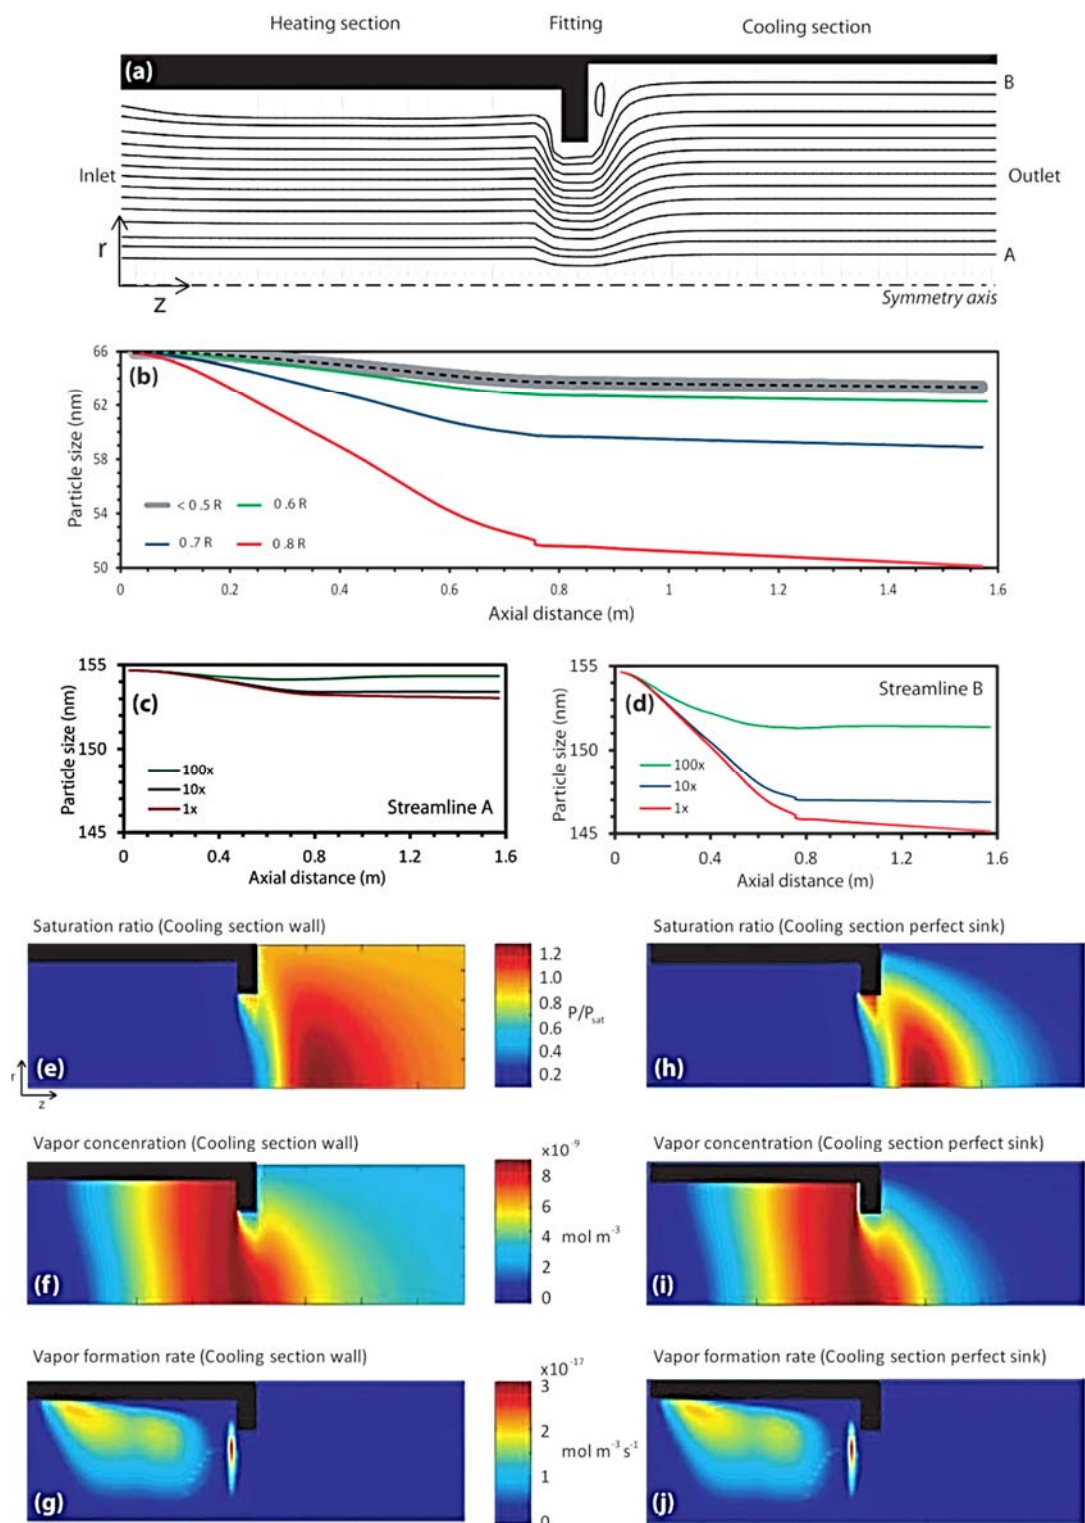 Heating section Fitting Cooling section
(a)
B
Inlet
Outlet
r
A
z
Symmetry axis
66
(b)
62
58
54
50
Particle size (nm)
< 0.5 R 0.6 R
0.7 R 0.8 R
0 0.2 0.4 0.6 0.8 1 1.2 1.4 1.6
Axial distance (m)
155
(c)
150
145
Particle size (nm)
100x
10x
1x
Streamline A
0 0.4 0.8 1.2 1.6
Axial distance (m)
155
Streamline B
(d)
150
145
Particle size (nm)
100x
10x
1x
0 0.4 0.8 1.2 1.6
Axial distance (m)
Saturation ratio (Cooling section wall)
(e)
r
z
1.2
1.0
0.8
0.6
0.4
0.2
P/Psat
Saturation ratio (Cooling section perfect sink)
(h)
Vapor concenration (Cooling section wall)
(f)
x10-9
8
6
4
2
0
mol m-3
Vapor concentration (Cooling section perfect sink)
(i)
Vapor formation rate (Cooling section wall)
(g)
x10-17
3
2
1
0
mol m-3 s-1
Vapor formation rate (Cooling section perfect sink)
(j)